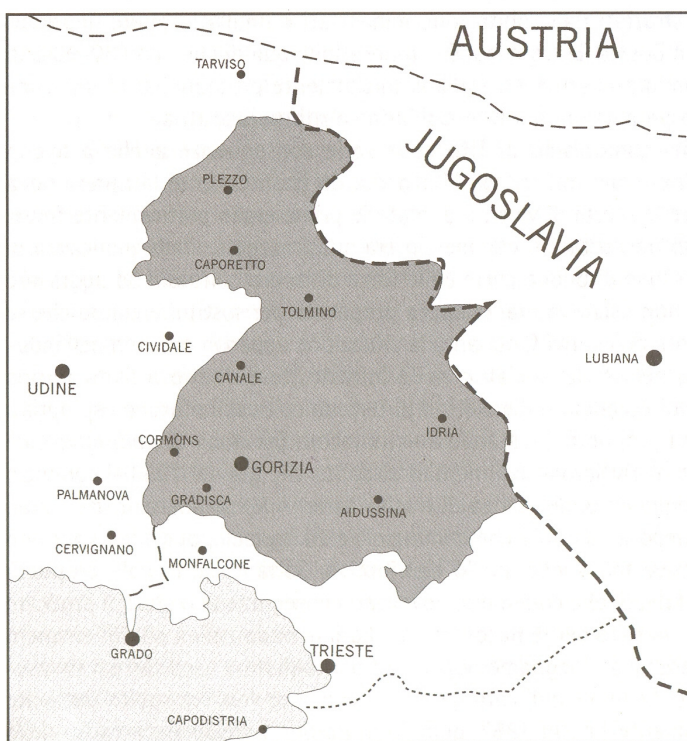 AUSTRIA
TARVISO
JUGOSLAVIA
PLEZZO
CAPORETTO
TOLMINO
CIVIDALE
LUBIANA
UDINE
CANALE
IDRIA
CORMÒNS
GORIZIA
PALMANOVA
GRADISCA
AIDUSSINA
CERVIGNANO
MONFALCONE
GRADO
TRIESTE
CAPODISTRIA